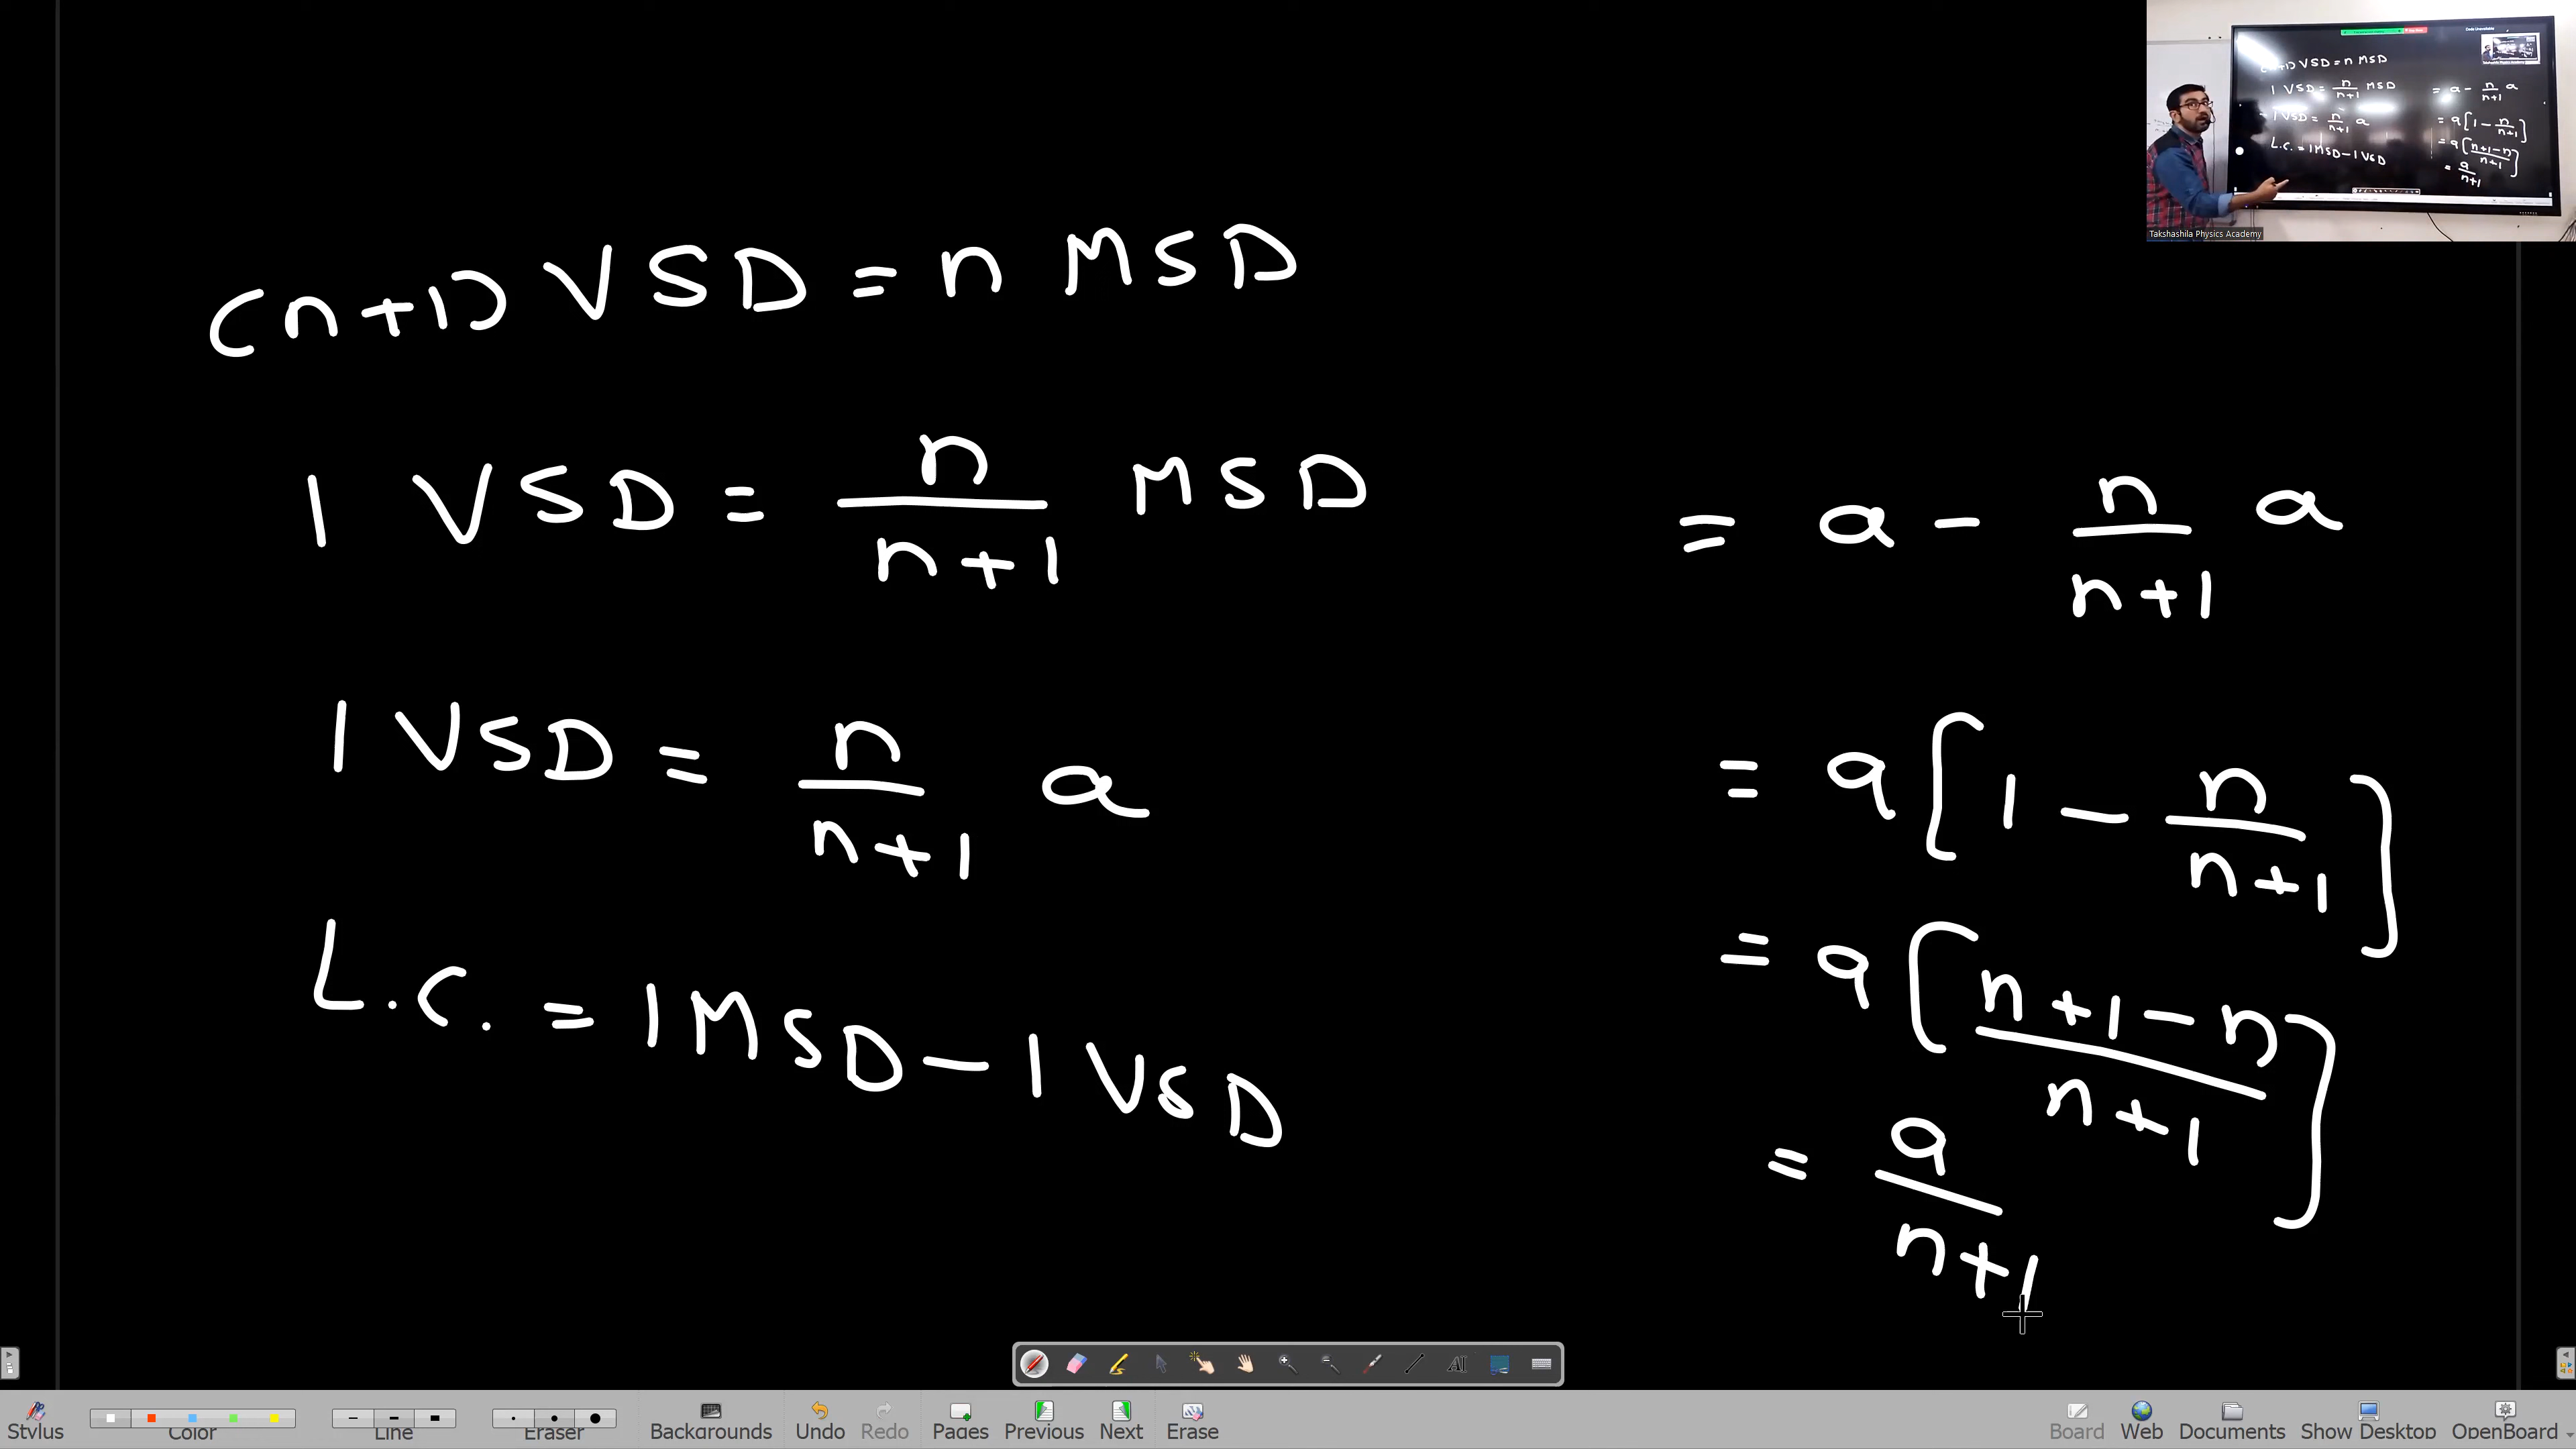 (n+1) VSD = n MSD
1 VSD = n/(n+1) MSD
1 VSD = n/(n+1) a
L.C. = 1MSD - 1 VSD
= a - n/(n+1) a
= a[1 - n/(n+1)]
= a[(n+1-n)/(n+1)]
= a/(n+1)
Takshashila Physics Academy
Stylus
Color
Line
Eraser
Backgrounds
Undo
Redo
Pages
Previous
Next
Erase
Board
Web
Documents
Show Desktop
OpenBoard